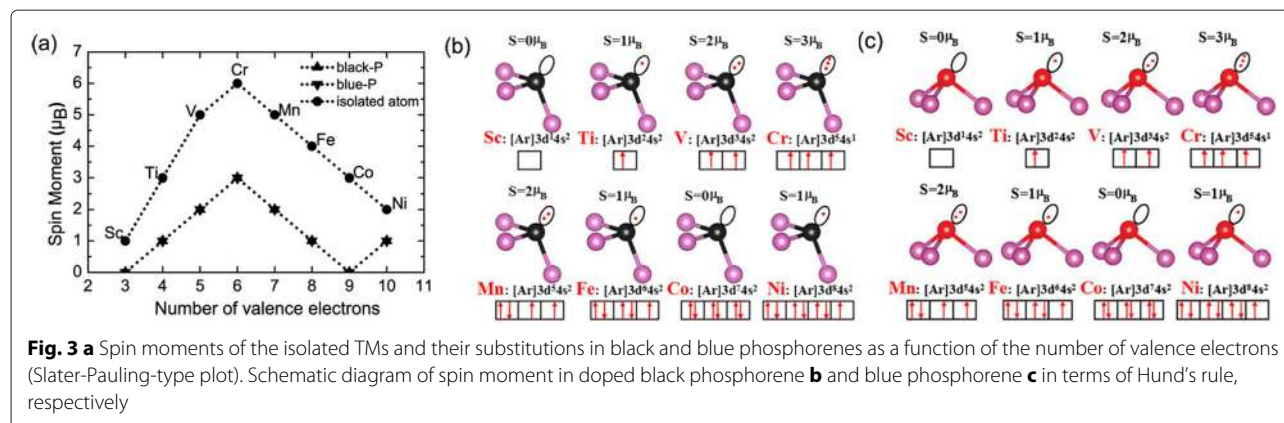 (a)
Spin Moment (μB)
7
6
5
4
3
2
1
0
2 3 4 5 6 7 8 9 10 11
Number of valence electrons
black-P
blue-P
isolated atom
Sc
Ti
V
Cr
Mn
Fe
Co
Ni
(b)
S=0μB S=1μB S=2μB S=3μB
Sc: [Ar]3d¹4s² Ti: [Ar]3d²4s² V: [Ar]3d³4s² Cr: [Ar]3d⁵4s¹
S=2μB S=1μB S=0μB S=1μB
Mn: [Ar]3d⁵4s² Fe: [Ar]3d⁶4s² Co: [Ar]3d⁷4s² Ni: [Ar]3d⁸4s²
(c)
S=0μB S=1μB S=2μB S=3μB
Sc: [Ar]3d¹4s² Ti: [Ar]3d²4s² V: [Ar]3d³4s² Cr: [Ar]3d⁵4s¹
S=2μB S=1μB S=0μB S=1μB
Mn: [Ar]3d⁵4s² Fe: [Ar]3d⁶4s² Co: [Ar]3d⁷4s² Ni: [Ar]3d⁸4s²
Fig. 3 a Spin moments of the isolated TMs and their substitutions in black and blue phosphorenes as a function of the number of valence electrons
(Slater-Pauling-type plot). Schematic diagram of spin moment in doped black phosphorene b and blue phosphorene c in terms of Hund's rule,
respectively